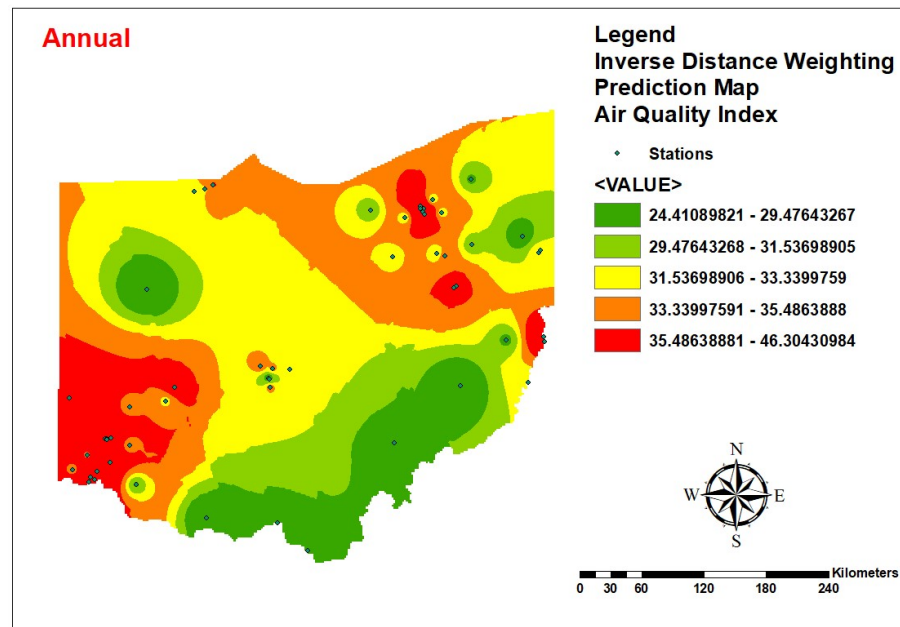 Annual
Legend
Inverse Distance Weighting
Prediction Map
Air Quality Index
Stations
<VALUE>
24.41089821 - 29.47643267
29.47643268 - 31.53698905
31.53698906 - 33.3399759
33.33997591 - 35.4863888
35.48638881 - 46.30430984
N
W E
S
Kilometers
0 30 60 120 180 240